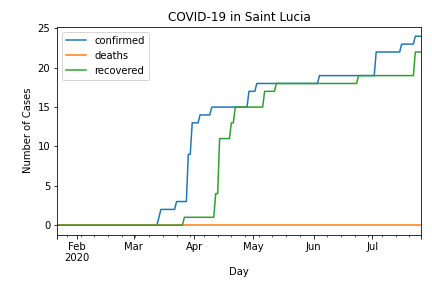 COVID-19 in Saint Lucia
confirmed
deaths
recovered
25
20
15
10
5
0
Number of Cases
Feb
2020
Mar
Apr
May
Jun
Jul
Day